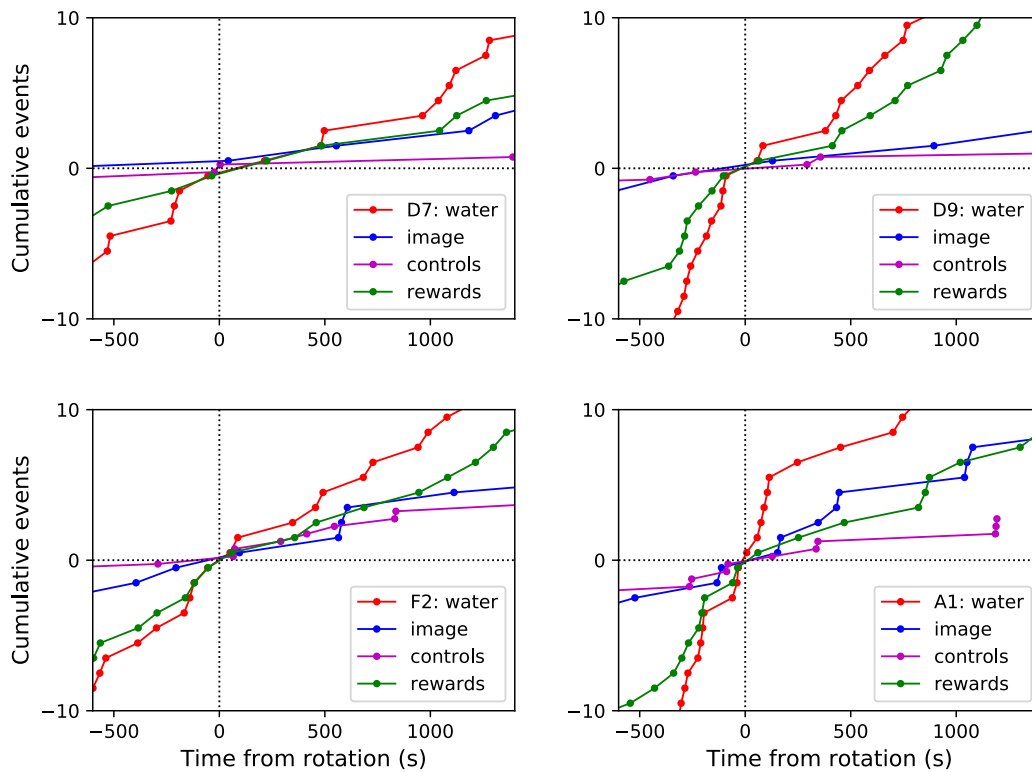 10
0
−10
−500
0
500
1000
Cumulative events
D7: water
image
controls
rewards
10
0
−10
−500
0
500
1000
D9: water
image
controls
rewards
10
0
−10
−500
0
500
1000
Cumulative events
Time from rotation (s)
F2: water
image
controls
rewards
10
0
−10
−500
0
500
1000
Time from rotation (s)
A1: water
image
controls
rewards